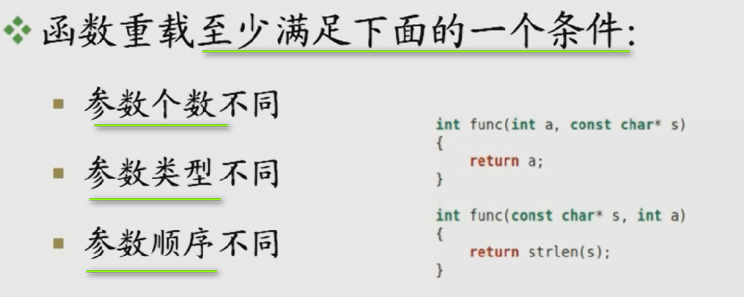 函数重载至少满足下面的一个条件:
参数个数不同
参数类型不同
参数顺序不同
int func(int a, const char* s)
{
    return a;
}
int func(const char* s, int a)
{
    return strlen(s);
}